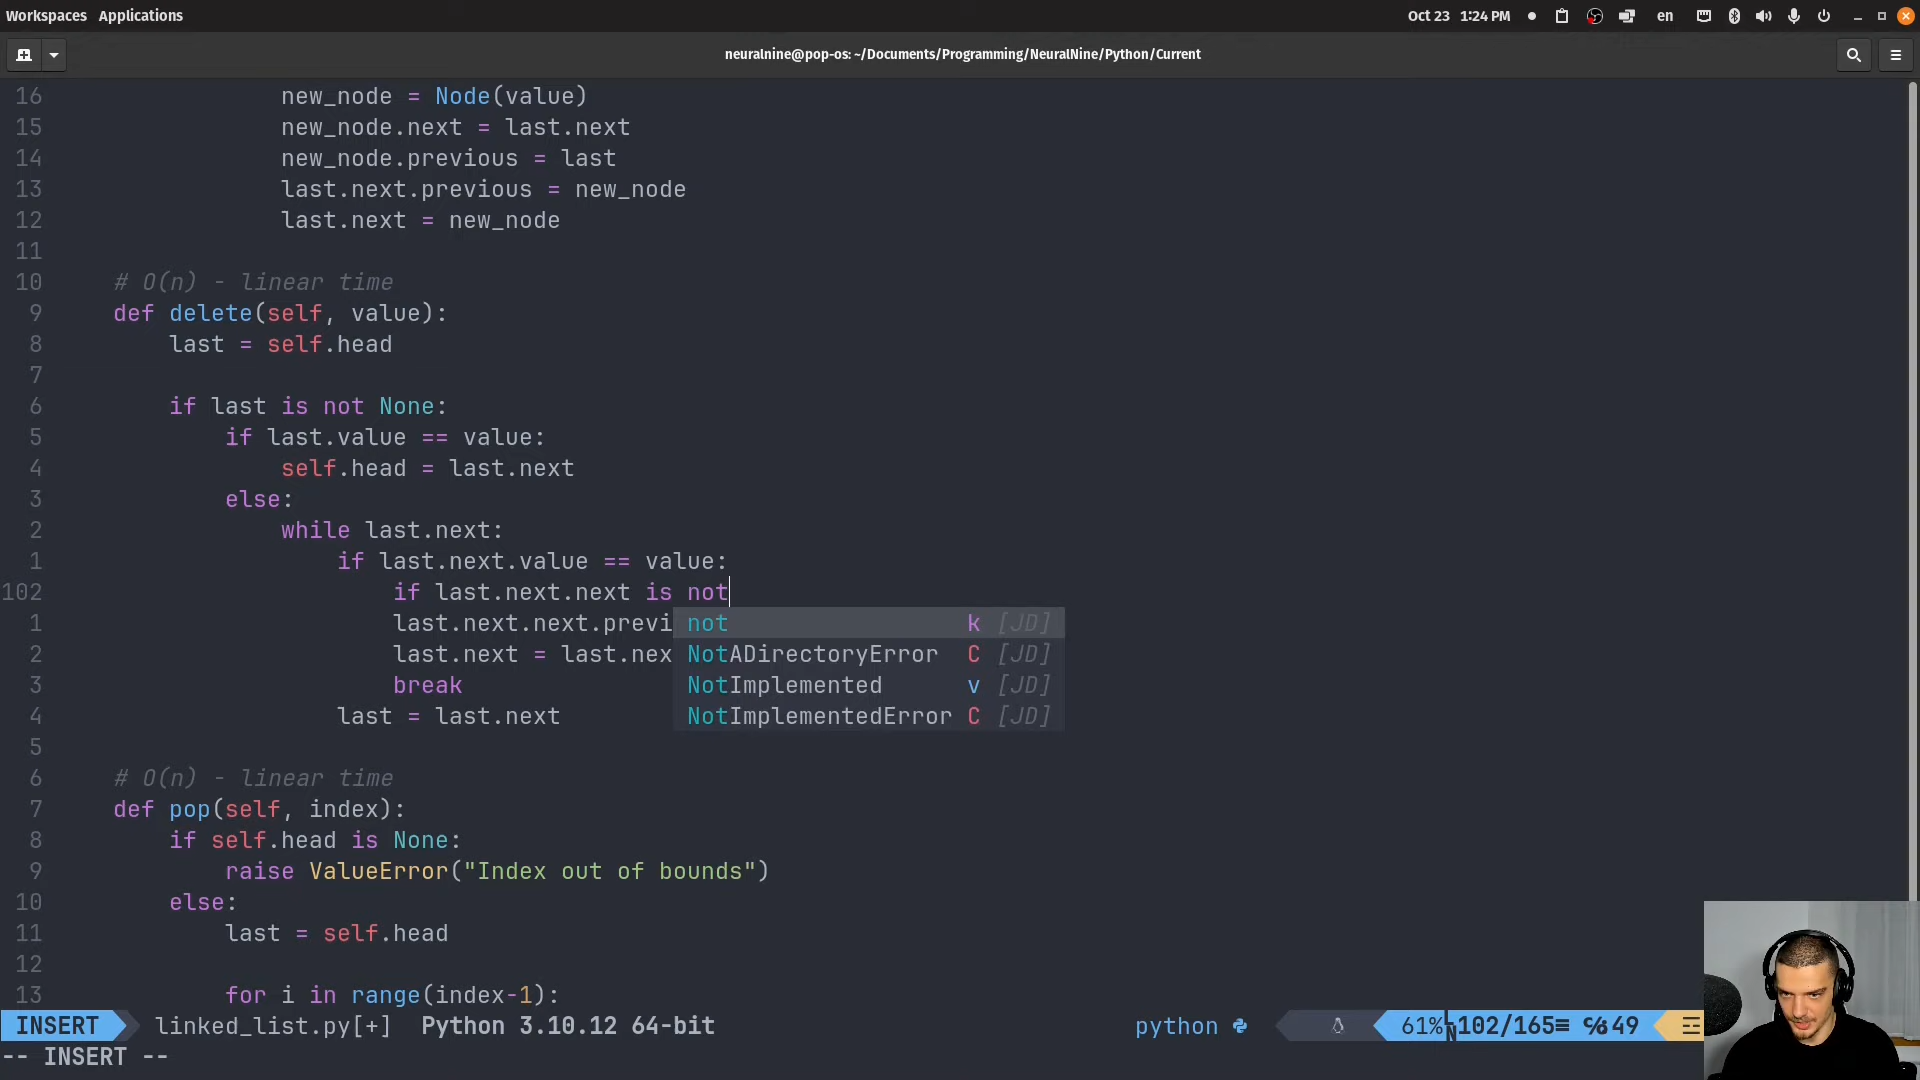 Workspaces Applications Oct 23 1:24 PM en
neuralnine@pop-os: ~/Documents/Programming/NeuralNine/Python/Current
16 new_node = Node(value)
15 new_node.next = last.next
14 new_node.previous = last
13 last.next.previous = new_node
12 last.next = new_node
11
10 # O(n) - linear time
9 def delete(self, value):
8 last = self.head
7
6 if last is not None:
5 if last.value == value:
4 self.head = last.next
3 else:
2 while last.next:
1 if last.next.value == value:
102 if last.next.next is not
1 last.next.next.previ not k [JD]
2 last.next = last.nex NotADirectoryError C [JD]
3 break NotImplemented v [JD]
4 last = last.next NotImplementedError C [JD]
5
6 # O(n) - linear time
7 def pop(self, index):
8 if self.head is None:
9 raise ValueError("Index out of bounds")
10 else:
11 last = self.head
12
13 for i in range(index-1):
INSERT linked_list.py[+] Python 3.10.12 64-bit python 61% 102/165 49
-- INSERT --